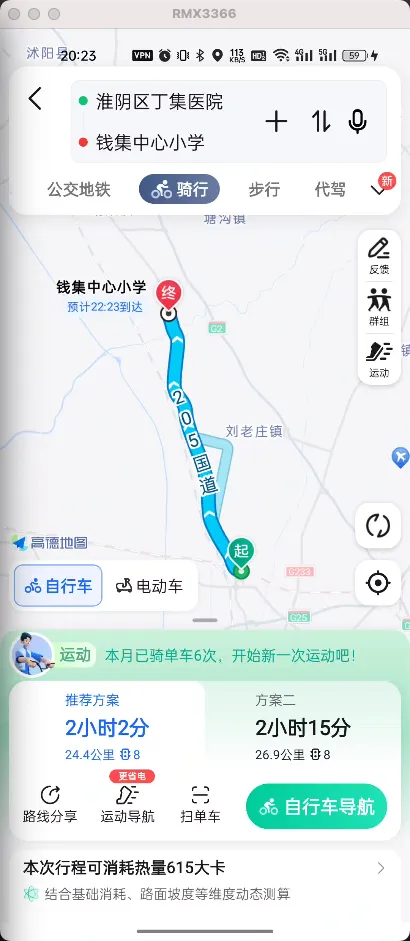 RMX3366
沭阳县
20:23
VPN
113
KB/S
HD2
4G
5G
59
淮阴区丁集医院
钱集中心小学
公交地铁
骑行
步行
代驾
新
塘沟镇
反馈
群组
运动
钱集中心小学
预计22:23到达
终
G2
205国道
刘老庄镇
起
高德地图
G233
G25
自行车
电动车
运动
本月已骑单车6次，开始新一次运动吧！
推荐方案
2小时2分
24.4公里 8
方案二
2小时15分
26.9公里 8
更省电
路线分享
运动导航
扫单车
自行车导航
本次行程可消耗热量615大卡
结合基础消耗、路面坡度等维度动态测算